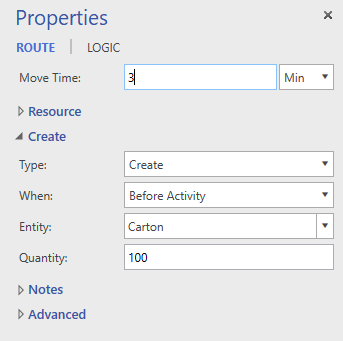 Properties
ROUTE | LOGIC
Move Time: 3 Min
Resource
Create
Type: Create
When: Before Activity
Entity: Carton
Quantity: 100
Notes
Advanced